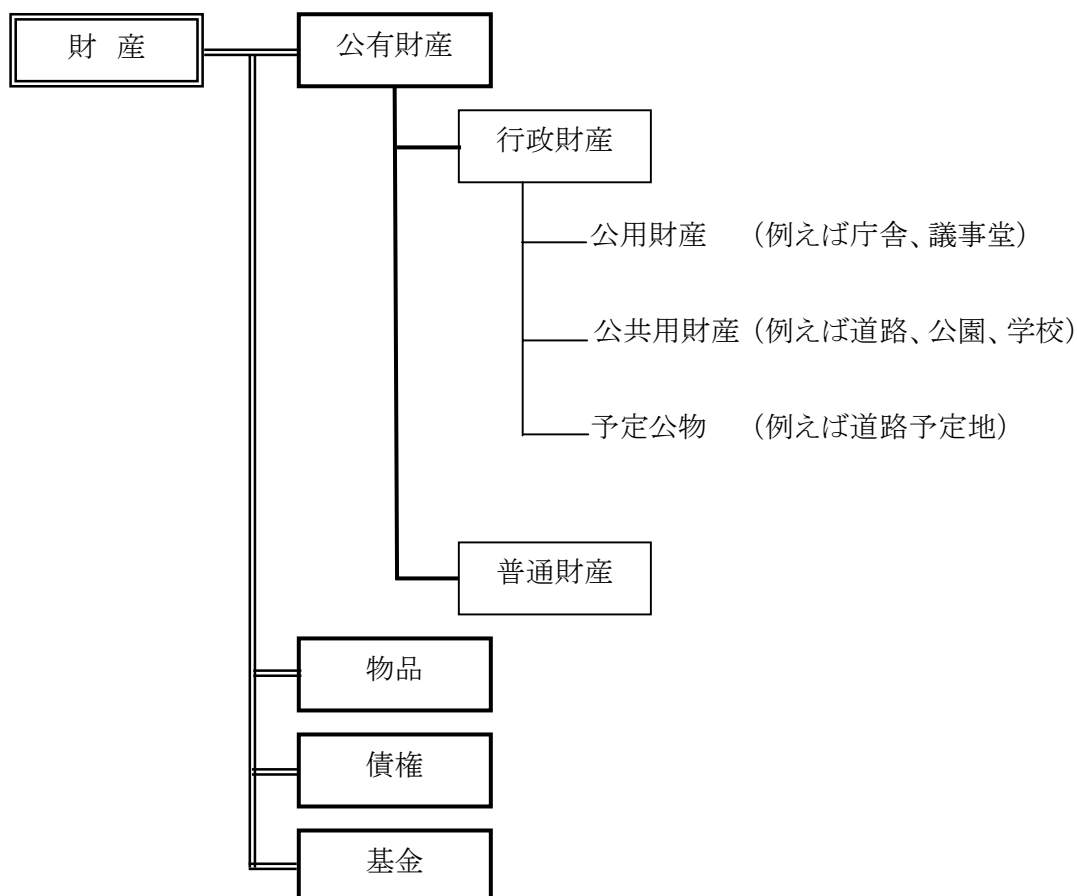 財 産
公有財産
行政財産
公用財産 （例えば庁舎、議事堂）
公共用財産（例えば道路、公園、学校）
予定公物 （例えば道路予定地）
普通財産
物品
債権
基金